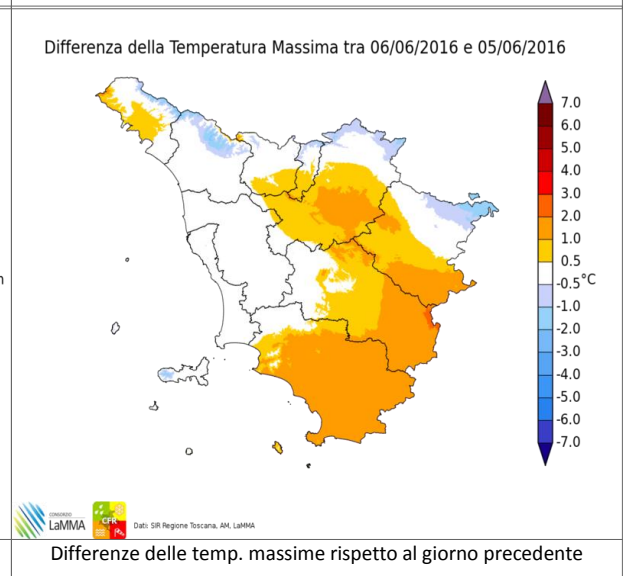 Differenza della Temperatura Massima tra 06/06/2016 e 05/06/2016
7.0
6.0
5.0
4.0
3.0
2.0
1.0
0.5
-0.5
°C
-1.0
-2.0
-3.0
-4.0
-5.0
-6.0
-7.0
CONSORZIO
LaMMA
CFR
Dati: SIR Regione Toscana, AM, LaMMA
Differenze delle temp. massime rispetto al giorno precedente